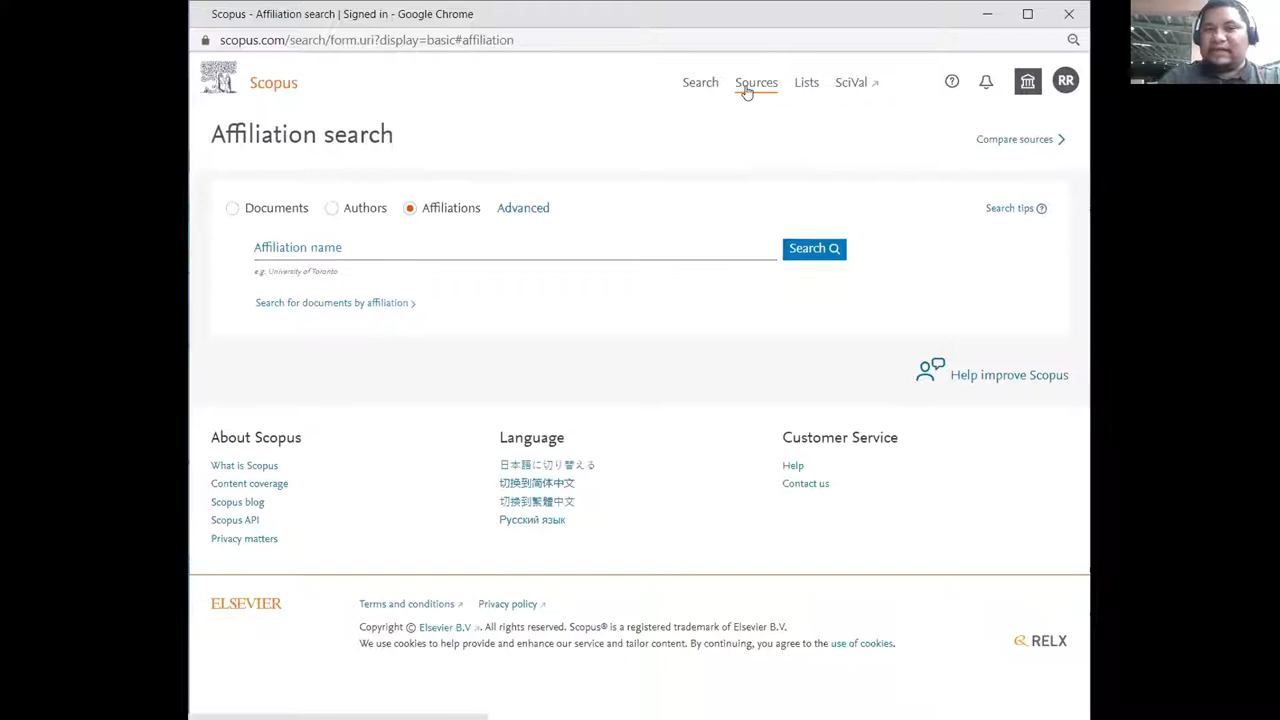 Scopus - Affiliation search | Signed in - Google Chrome
scopus.com/search/form.uri?display=basic#affiliation
Scopus
Search Sources Lists SciVal RR
Affiliation search
Compare sources
Documents Authors Affiliations Advanced
Search tips
Affiliation name
Search
e.g. University of Toronto
Search for documents by affiliation
Help improve Scopus
About Scopus
What is Scopus
Content coverage
Scopus blog
Scopus API
Privacy matters
Language
日本語に切り替える
切换到简体中文
切換到繁體中文
Русский язык
Customer Service
Help
Contact us
ELSEVIER
Terms and conditions Privacy policy
Copyright © Elsevier B.V. All rights reserved. Scopus® is a registered trademark of Elsevier B.V.
We use cookies to help provide and enhance our service and tailor content. By continuing, you agree to the use of cookies.
RELX